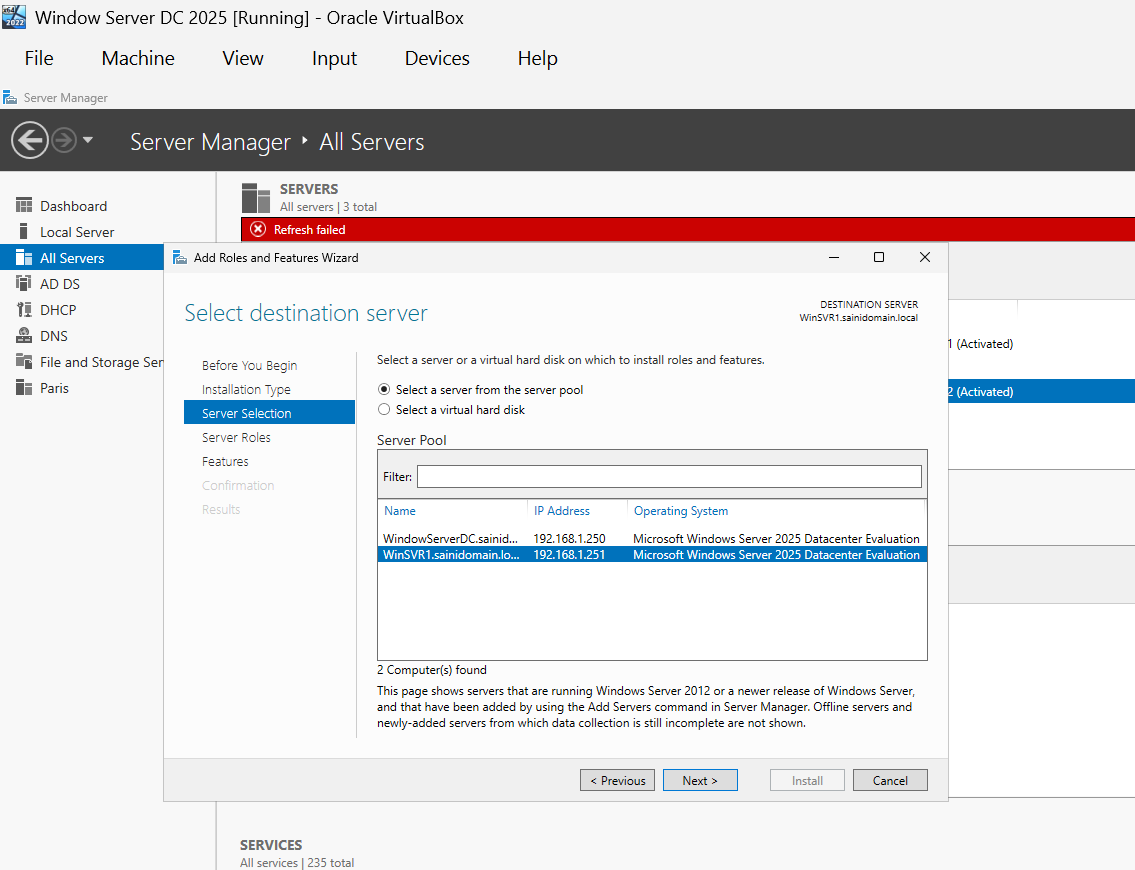 x64
2022
Window Server DC 2025 [Running] - Oracle VirtualBox
File Machine View Input Devices Help
Server Manager
Server Manager ‣ All Servers
Dashboard
Local Server
All Servers
AD DS
DHCP
DNS
File and Storage Ser
Paris
SERVERS
All servers | 3 total
Refresh failed
Add Roles and Features Wizard
Select destination server
DESTINATION SERVER
WinSVR1.sainidomain.local
Before You Begin
Installation Type
Server Selection
Server Roles
Features
Confirmation
Results
Select a server or a virtual hard disk on which to install roles and features.
Select a server from the server pool
Select a virtual hard disk
Server Pool
Filter:
Name IP Address Operating System
WindowServerDC.sainid... 192.168.1.250 Microsoft Windows Server 2025 Datacenter Evaluation
WinSVR1.sainidomain.lo... 192.168.1.251 Microsoft Windows Server 2025 Datacenter Evaluation
2 Computer(s) found
This page shows servers that are running Windows Server 2012 or a newer release of Windows Server,
and that have been added by using the Add Servers command in Server Manager. Offline servers and
newly-added servers from which data collection is still incomplete are not shown.
< Previous Next > Install Cancel
1 (Activated)
2 (Activated)
SERVICES
All services | 235 total